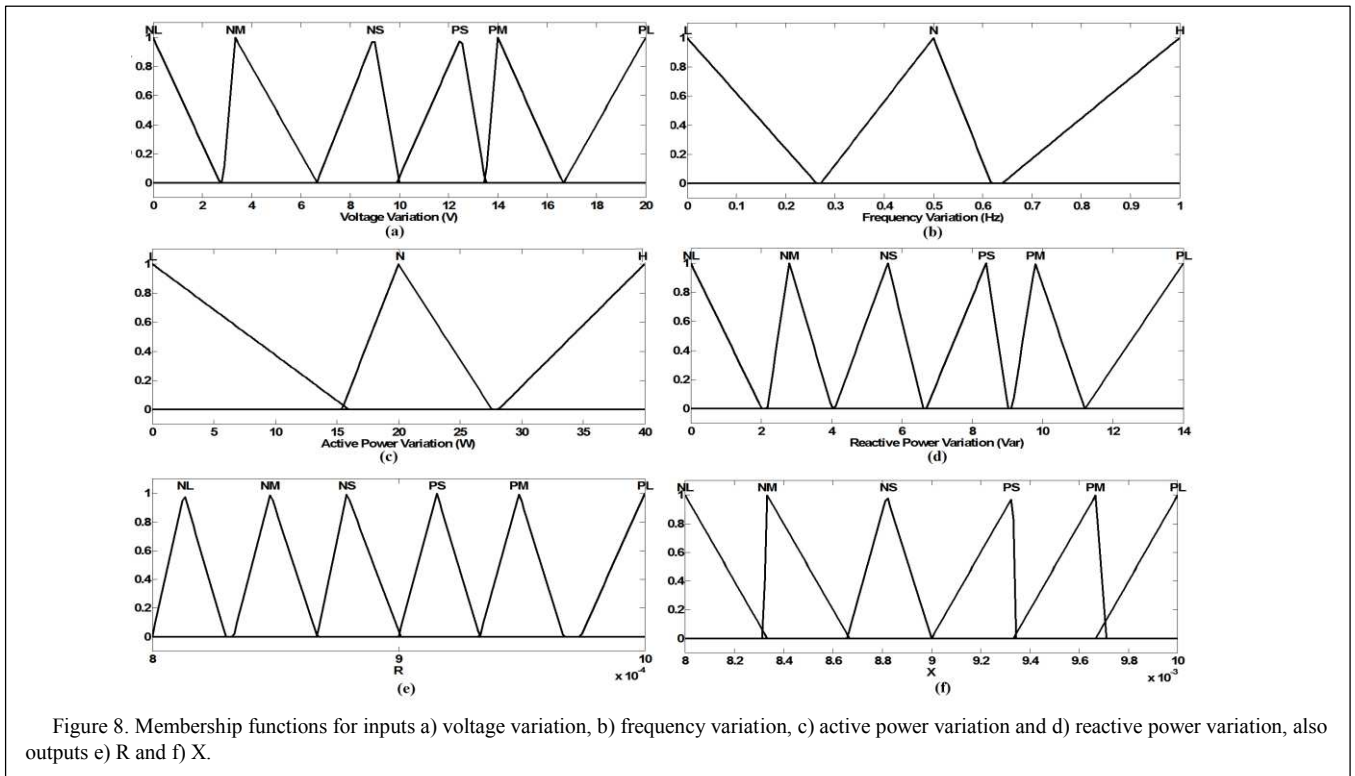 NL NM NS PS PM PL
1
0.8
0.6
0.4
0.2
0
0 2 4 6 8 10 12 14 16 18 20
Voltage Variation (V)
(a)
L N H
1
0.8
0.6
0.4
0.2
0
0 0.1 0.2 0.3 0.4 0.5 0.6 0.7 0.8 0.9 1
Frequency Variation (Hz)
(b)
L N H
1
0.8
0.6
0.4
0.2
0
0 5 10 15 20 25 30 35 40
Active Power Variation (W)
(c)
NL NM NS PS PM PL
1
0.8
0.6
0.4
0.2
0
0 2 4 6 8 10 12 14
Reactive Power Variation (Var)
(d)
NL NM NS PS PM PL
1
0.8
0.6
0.4
0.2
0
8 9 10
R
x 10-4
(e)
NL NM NS PS PM PL
1
0.8
0.6
0.4
0.2
0
8 8.2 8.4 8.6 8.8 9 9.2 9.4 9.6 9.8 10
X
x 10-3
(f)
Figure 8. Membership functions for inputs a) voltage variation, b) frequency variation, c) active power variation and d) reactive power variation, also
outputs e) R and f) X.